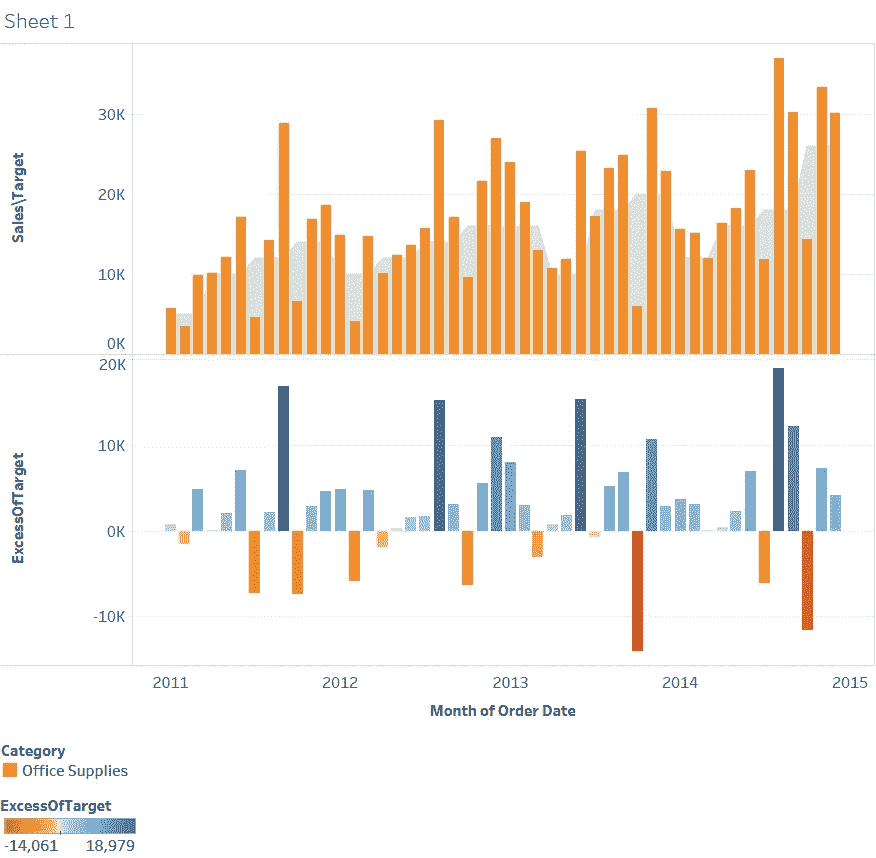 Sheet 1
Sales\Target
30K
20K
10K
0K
ExcessOfTarget
20K
10K
0K
-10K
2011 2012 2013 2014 2015
Month of Order Date
Category
Office Supplies
ExcessOfTarget
-14,061 18,979